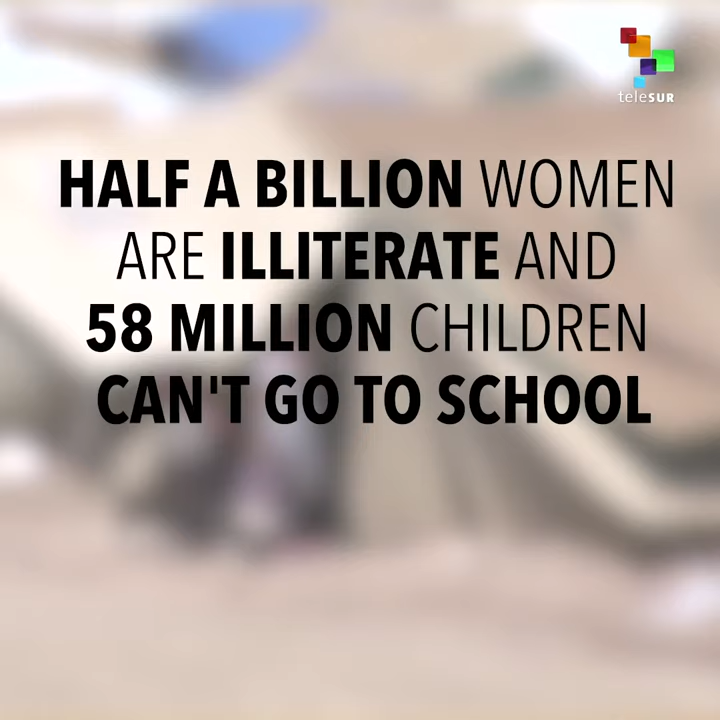 teleSUR
HALF A BILLION WOMEN
ARE ILLITERATE AND
58 MILLION CHILDREN
CAN'T GO TO SCHOOL